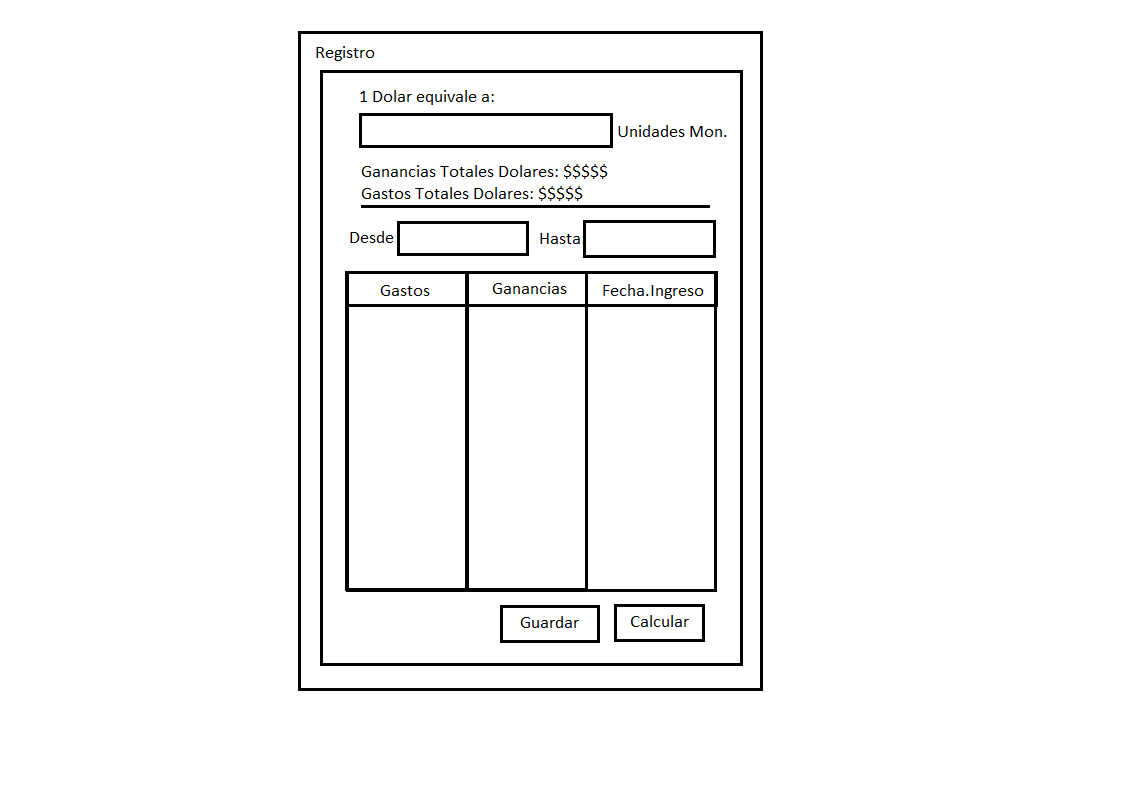 Registro
1 Dolar equivale a:
Unidades Mon.
Ganancias Totales Dolares: $$$$$
Gastos Totales Dolares: $$$$$
Desde Hasta
Gastos Ganancias Fecha.Ingreso
Guardar Calcular